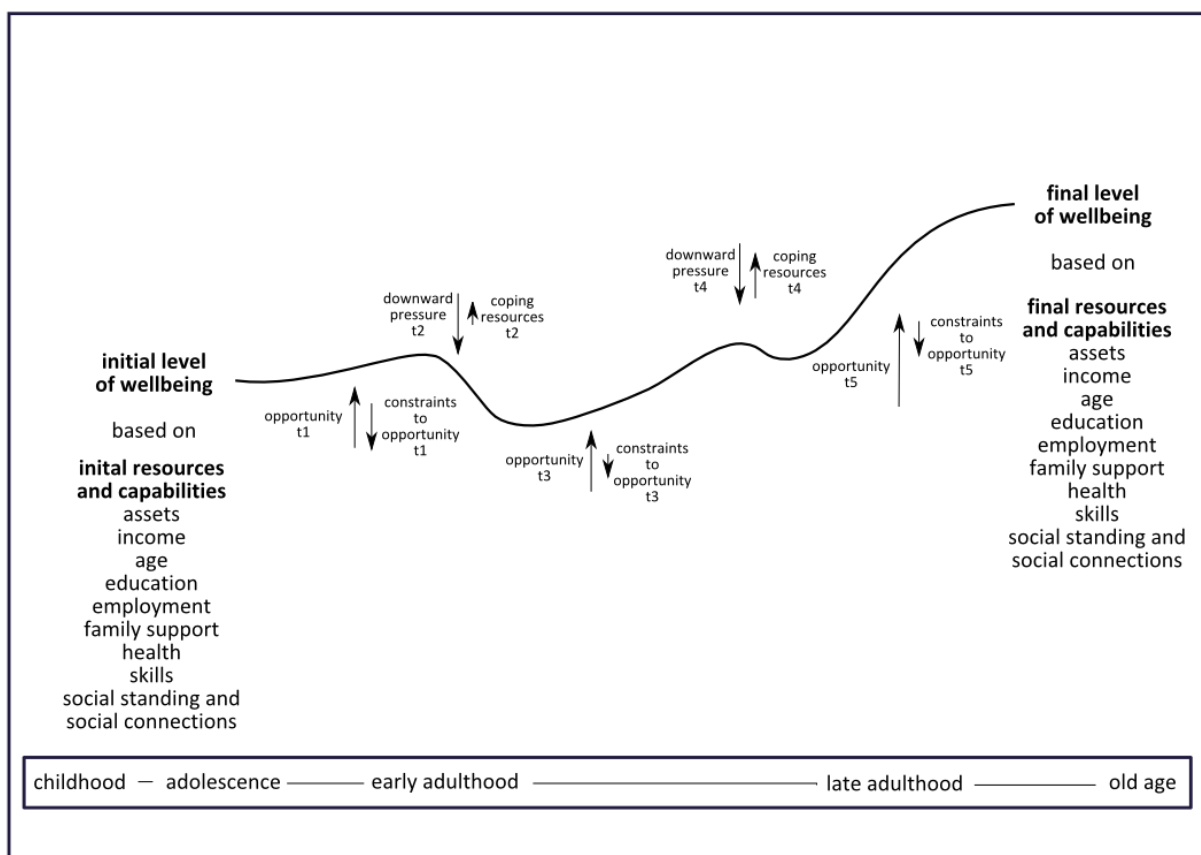 initial level
of wellbeing
based on
inital resources
and capabilities
assets
income
age
education
employment
family support
health
skills
social standing and
social connections
opportunity
t1
constraints
to
opportunity
t1
downward
pressure
t2
coping
resources
t2
opportunity
t3
constraints
to
opportunity
t3
downward
pressure
t4
coping
resources
t4
opportunity
t5
constraints
to
opportunity
t5
final level
of wellbeing
based on
final resources
and capabilities
assets
income
age
education
employment
family support
health
skills
social standing and
social connections
childhood – adolescence early adulthood late adulthood old age